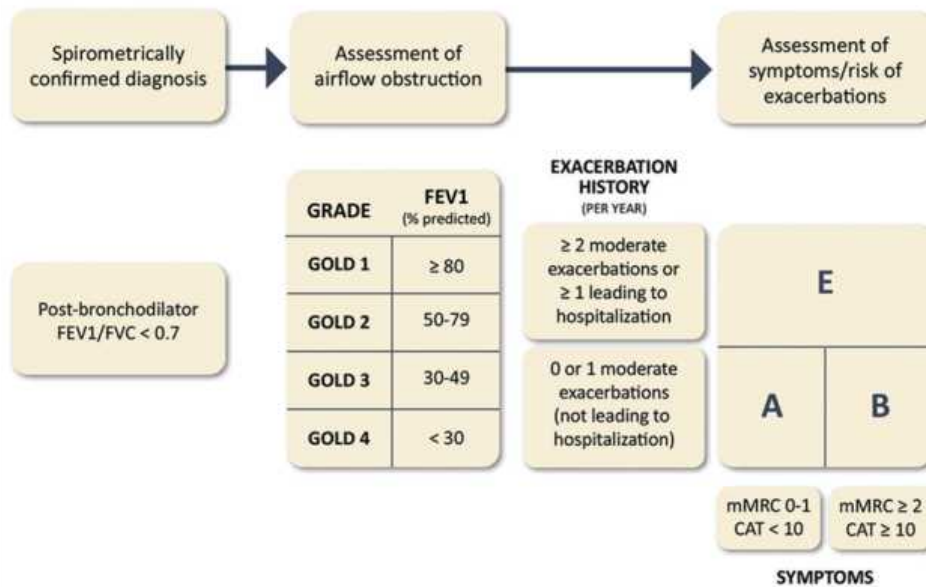 Spirometrically
confirmed diagnosis
Assessment of
airflow obstruction
Assessment of
symptoms/risk of
exacerbations
Post-bronchodilator
FEV1/FVC < 0.7
GRADE FEV1
(% predicted)
GOLD 1 ≥ 80
GOLD 2 50-79
GOLD 3 30-49
GOLD 4 < 30
EXACERBATION
HISTORY
(PER YEAR)
≥ 2 moderate
exacerbations or
≥ 1 leading to
hospitalization
0 or 1 moderate
exacerbations
(not leading to
hospitalization)
E
A B
mMRC 0-1
CAT < 10
mMRC ≥ 2
CAT ≥ 10
SYMPTOMS